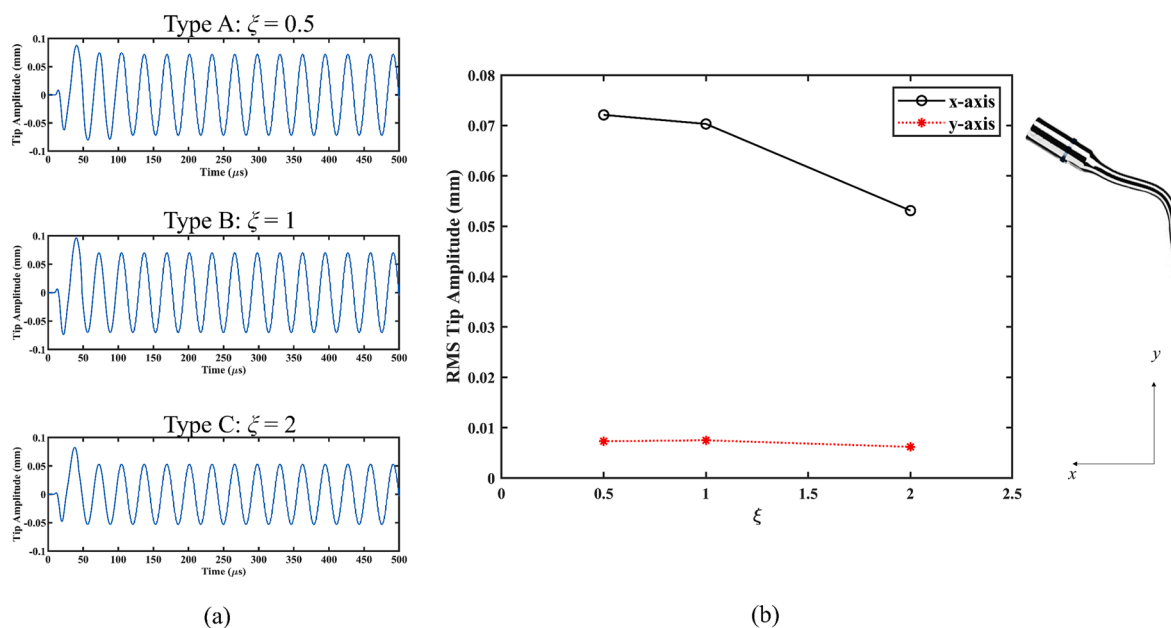 Type A: ξ = 0.5
Tip Amplitude (mm)
0.1
0.05
0
-0.05
-0.1
0 50 100 150 200 250 300 350 400 450 500
Time (μs)
Type B: ξ = 1
Tip Amplitude (mm)
0.1
0.05
0
-0.05
-0.1
0 50 100 150 200 250 300 350 400 450 500
Time (μs)
Type C: ξ = 2
Tip Amplitude (mm)
0.1
0.05
0
-0.05
-0.1
0 50 100 150 200 250 300 350 400 450 500
Time (μs)
(a)
RMS Tip Amplitude (mm)
0.08
0.07
0.06
0.05
0.04
0.03
0.02
0.01
0
0 0.5 1 1.5 2 2.5
ξ
x-axis
y-axis
y
x
(b)